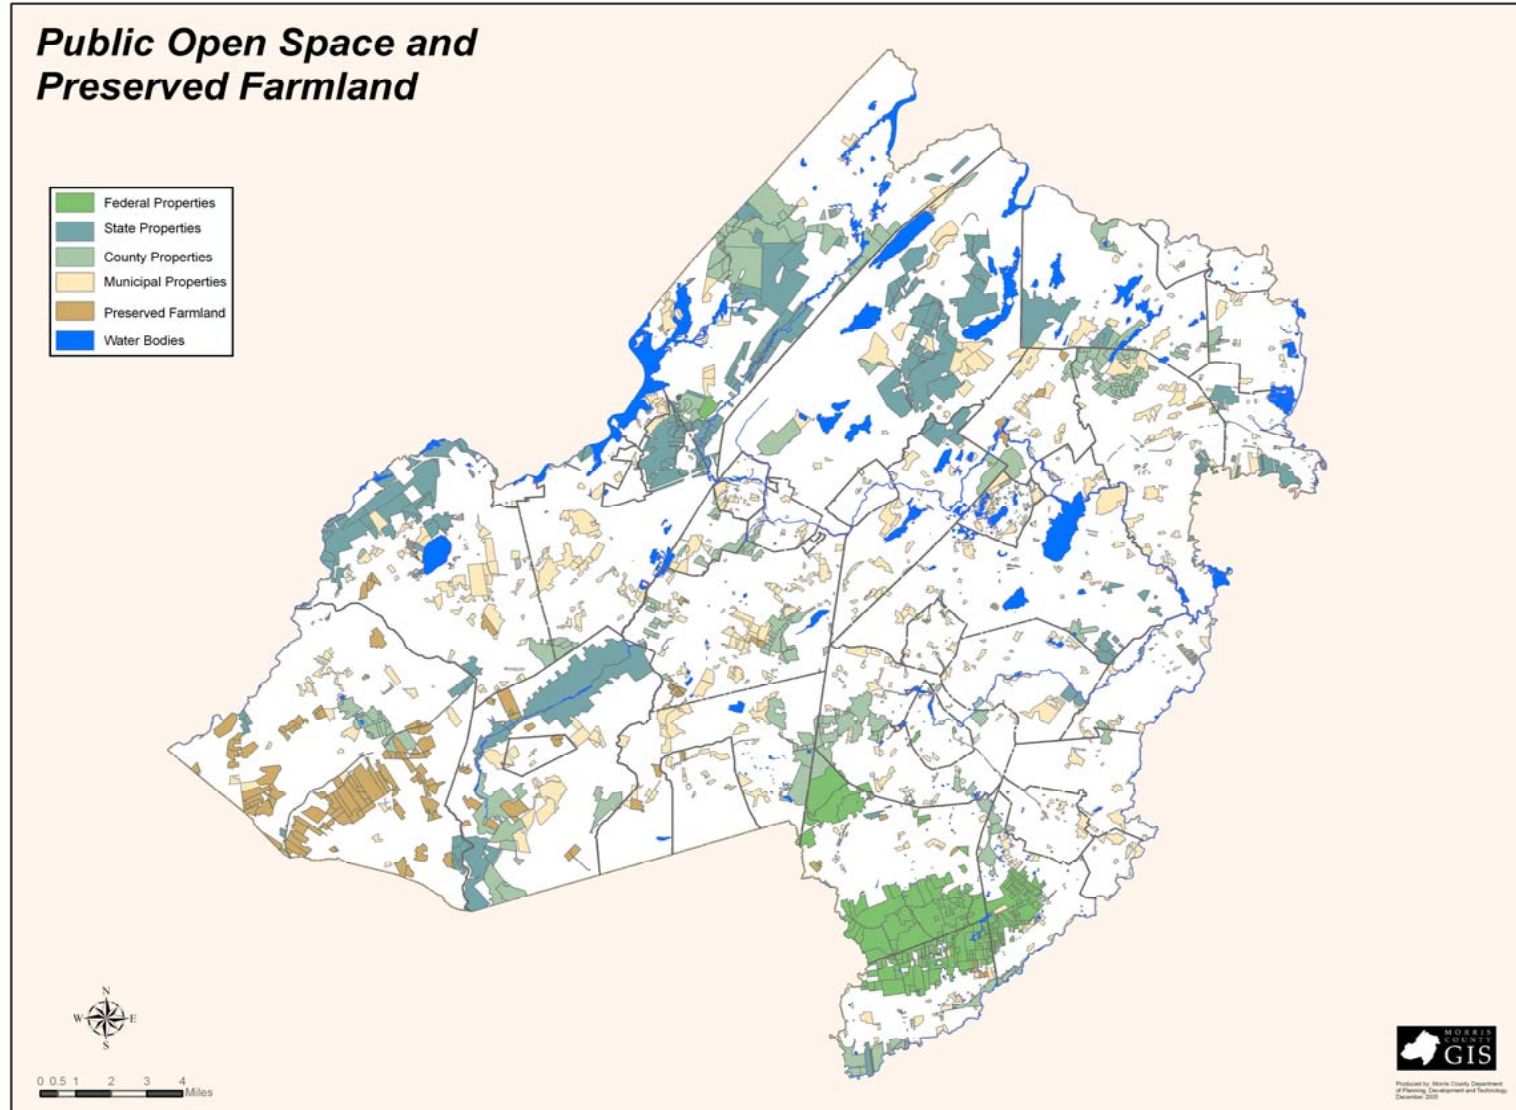 Public Open Space and
Preserved Farmland
Federal Properties
State Properties
County Properties
Municipal Properties
Preserved Farmland
Water Bodies
N
W E
S
0 0.5 1 2 3 4
Miles
MORRIS
COUNTY
GIS
Produced by: Morris County Department
of Planning, Development and Technology
December 2005